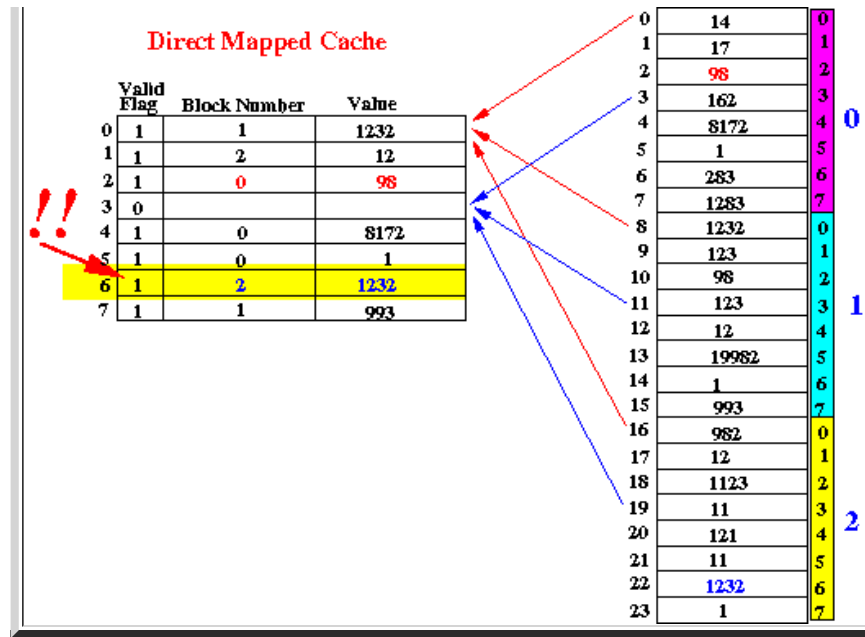 Direct Mapped Cache
Valid
Flag Block Number Value
0 1 1 1232
1 1 2 12
2 1 0 98
3 0
4 1 0 8172
5 1 0 1
6 1 2 1232
7 1 1 993
!!
0 14 0
1 17 1
2 98 2
3 162 3
4 8172 4
0
5 1 5
6 283 6
7 1283 7
8 1232 0
9 123 1
10 98 2
11 123 3
1
12 12 4
13 19982 5
14 1 6
15 993 7
16 982 0
17 12 1
18 1123 2
19 11 3
2
20 121 4
21 11 5
22 1232 6
23 1 7